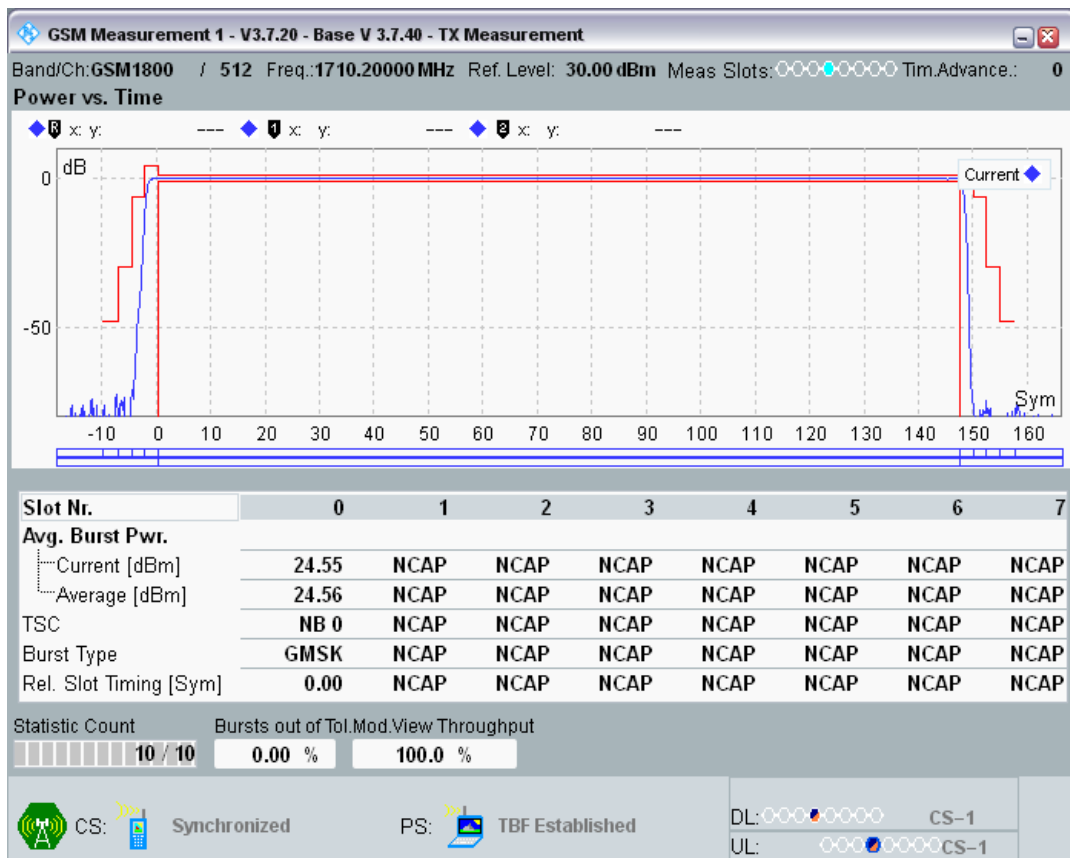 GSM Measurement 1 - V3.7.20 - Base V 3.7.40 - TX Measurement
Band/Ch:GSM1800 / 512 Freq.:1710.20000 MHz Ref. Level: 30.00 dBm Meas Slots: Tim.Advance.: 0
Power vs. Time
R x: y: --- 1 x: y: --- 2 x: y: ---
dB
Current
0
-50
Sym
-10 0 10 20 30 40 50 60 70 80 90 100 110 120 130 140 150 160
Slot Nr. 0 1 2 3 4 5 6 7
Avg. Burst Pwr.
Current [dBm] 24.55 NCAP NCAP NCAP NCAP NCAP NCAP NCAP
Average [dBm] 24.56 NCAP NCAP NCAP NCAP NCAP NCAP NCAP
TSC NB 0 NCAP NCAP NCAP NCAP NCAP NCAP NCAP
Burst Type GMSK NCAP NCAP NCAP NCAP NCAP NCAP NCAP
Rel. Slot Timing [Sym] 0.00 NCAP NCAP NCAP NCAP NCAP NCAP NCAP
Statistic Count Bursts out of Tol.Mod.View Throughput
10 / 10 0.00 % 100.0 %
CS: Synchronized PS: TBF Established
DL: CS-1
UL: CS-1